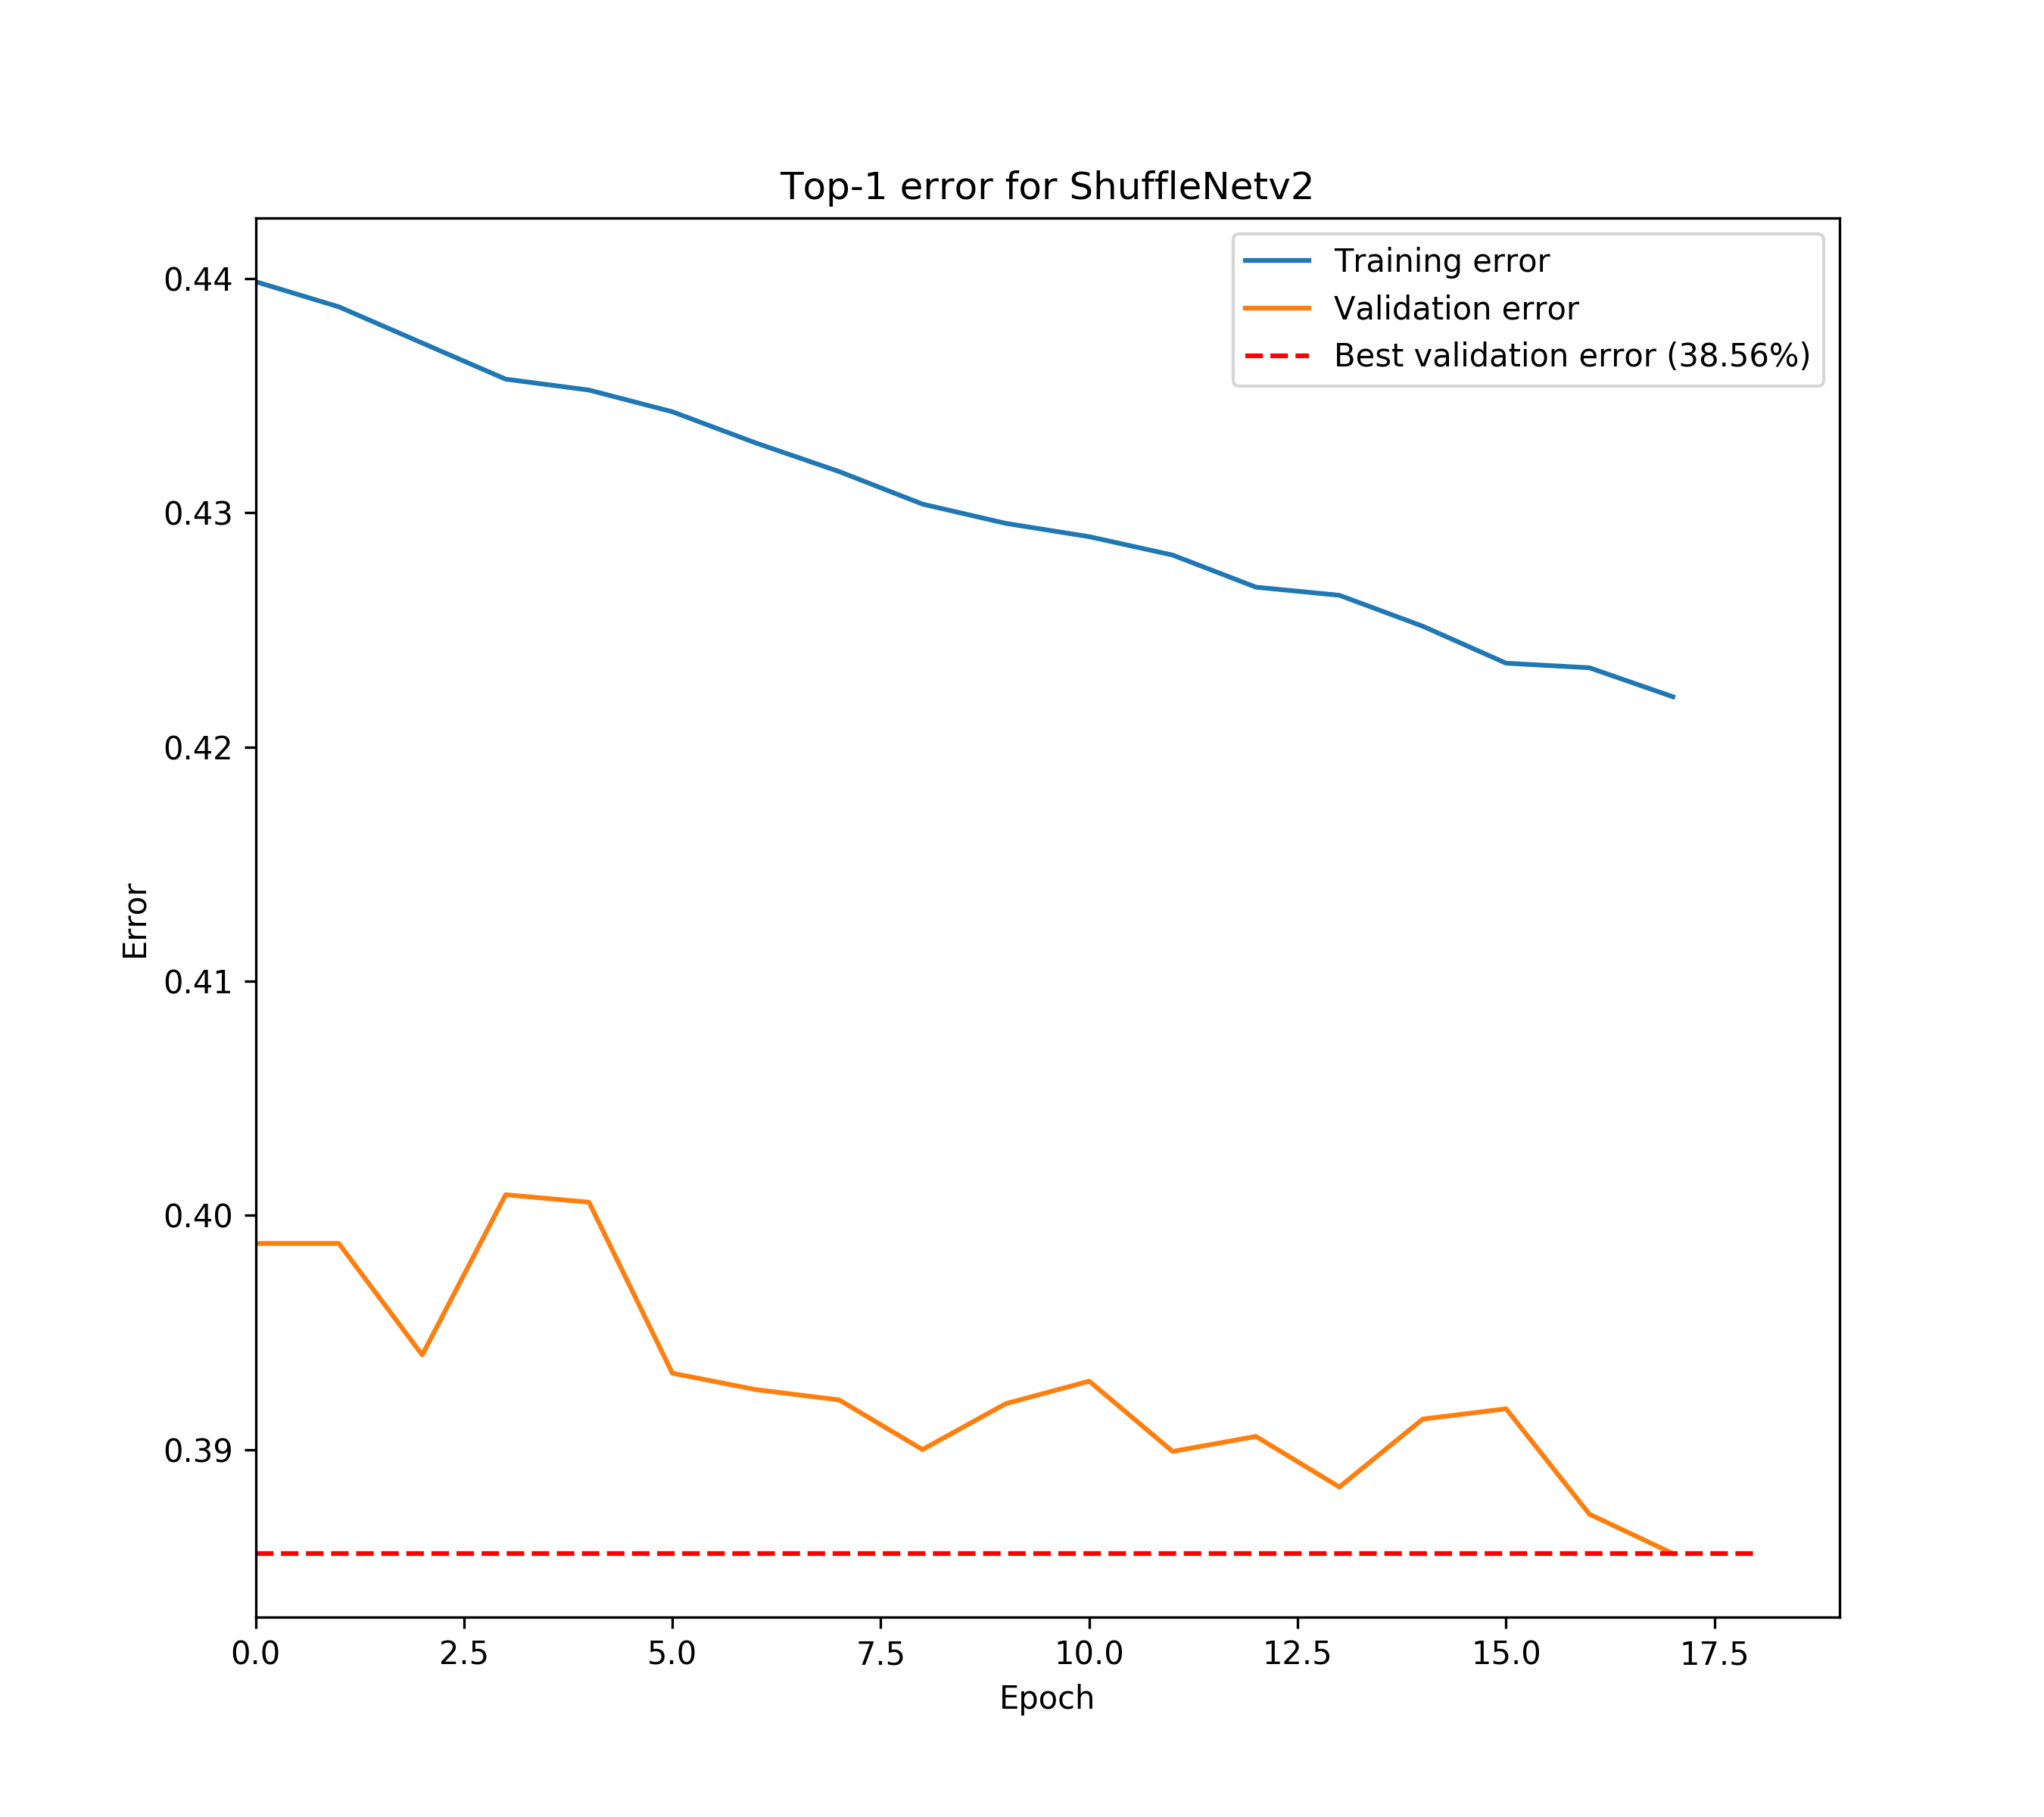 Top-1 error for ShuffleNetv2
Training error
Validation error
Best validation error (38.56%)
0.44
0.43
0.42
0.41
0.40
0.39
Error
0.0 2.5 5.0 7.5 10.0 12.5 15.0 17.5
Epoch